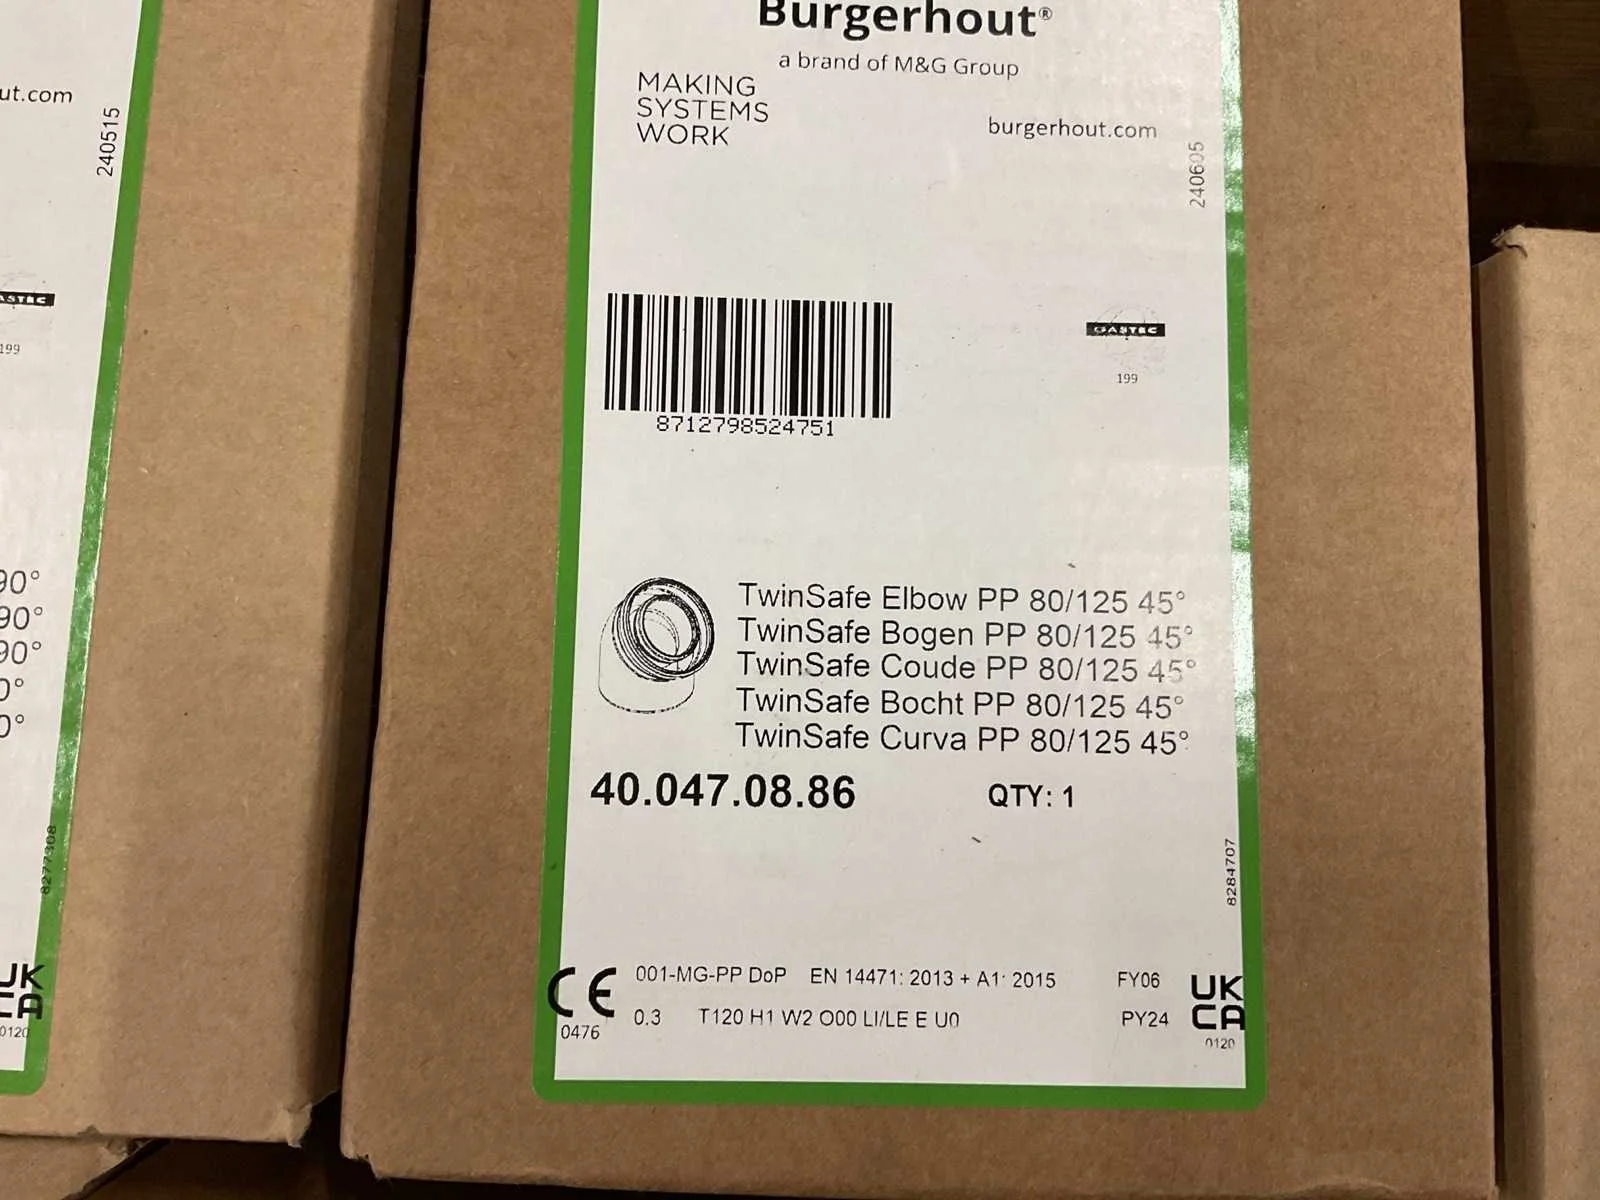 ut.com
240515
ASTEC
199
90°
90°
90°
0°
0°
8277308
UK
CA
0120
Burgerhout®
a brand of M&G Group
MAKING
SYSTEMS
WORK
burgerhout.com
240605
8712798524751
GASTEC
199
TwinSafe Elbow PP 80/125 45°
TwinSafe Bogen PP 80/125 45°
TwinSafe Coude PP 80/125 45°
TwinSafe Bocht PP 80/125 45°
TwinSafe Curva PP 80/125 45°
40.047.08.86 QTY: 1
8284707
CE 001-MG-PP DoP EN 14471: 2013 + A1: 2015 FY06 UK
0476 0.3 T120 H1 W2 O00 LI/LE E U0 PY24 CA
0120